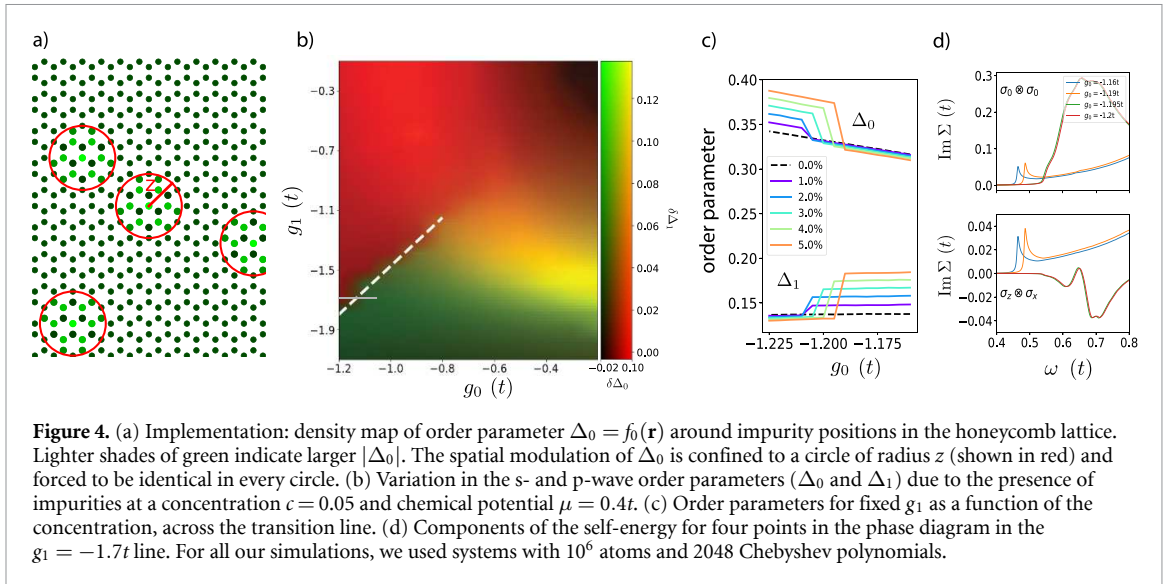 a)
z
b)
−0.3
−0.6
−0.9
−1.1
−1.5
−1.9
g₁ (t)
−1.2
−1.0
−0.8
−0.6
−0.4
g₀ (t)
0.12
0.10
0.08
0.06
0.04
0.02
0.00
δΔ₁
−0.02 0.10
δΔ₀
c)
0.40
0.35
0.30
0.25
0.20
0.15
order parameter
Δ₀
0.0%
1.0%
2.0%
3.0%
4.0%
5.0%
Δ₁
−1.225
−1.200
−1.175
g₀ (t)
d)
0.3
0.2
0.1
0.0
Im Σ (t)
σ₀ ⊗ σ₀
g₀ = -1.16t
g₀ = -1.19t
g₀ = -1.195t
g₀ = -1.2t
0.04
0.02
0.00
−0.02
−0.04
Im Σ (t)
σz ⊗ σx
0.4 0.5 0.6 0.7 0.8
ω (t)
Figure 4. (a) Implementation: density map of order parameter Δ₀ = f₀(r) around impurity positions in the honeycomb lattice.
Lighter shades of green indicate larger |Δ₀|. The spatial modulation of Δ₀ is confined to a circle of radius z (shown in red) and
forced to be identical in every circle. (b) Variation in the s- and p-wave order parameters (Δ₀ and Δ₁) due to the presence of
impurities at a concentration c = 0.05 and chemical potential μ = 0.4t. (c) Order parameters for fixed g₁ as a function of the
concentration, across the transition line. (d) Components of the self-energy for four points in the phase diagram in the
g₁ = −1.7t line. For all our simulations, we used systems with 10⁶ atoms and 2048 Chebyshev polynomials.